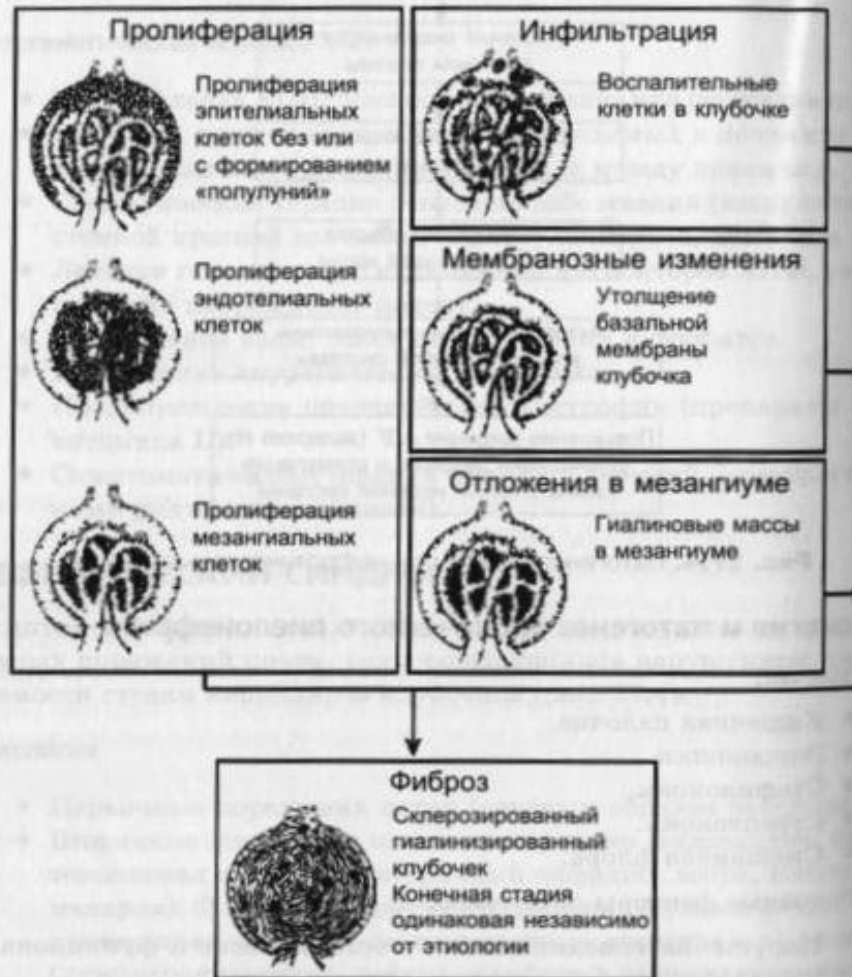 Пролиферация
Пролиферация
эпителиальных
клеток без или
с формированием
«полулуний»
Пролиферация
эндотелиальных
клеток
Пролиферация
мезангиальных
клеток
Инфильтрация
Воспалительные
клетки в клубочке
Мембранозные изменения
Утолщение
базальной
мембраны
клубочка
Отложения в мезангиуме
Гиалиновые массы
в мезангиуме
Фиброз
Склерозированный
гиалинизированный
клубочек
Конечная стадия
одинаковая независимо
от этиологии